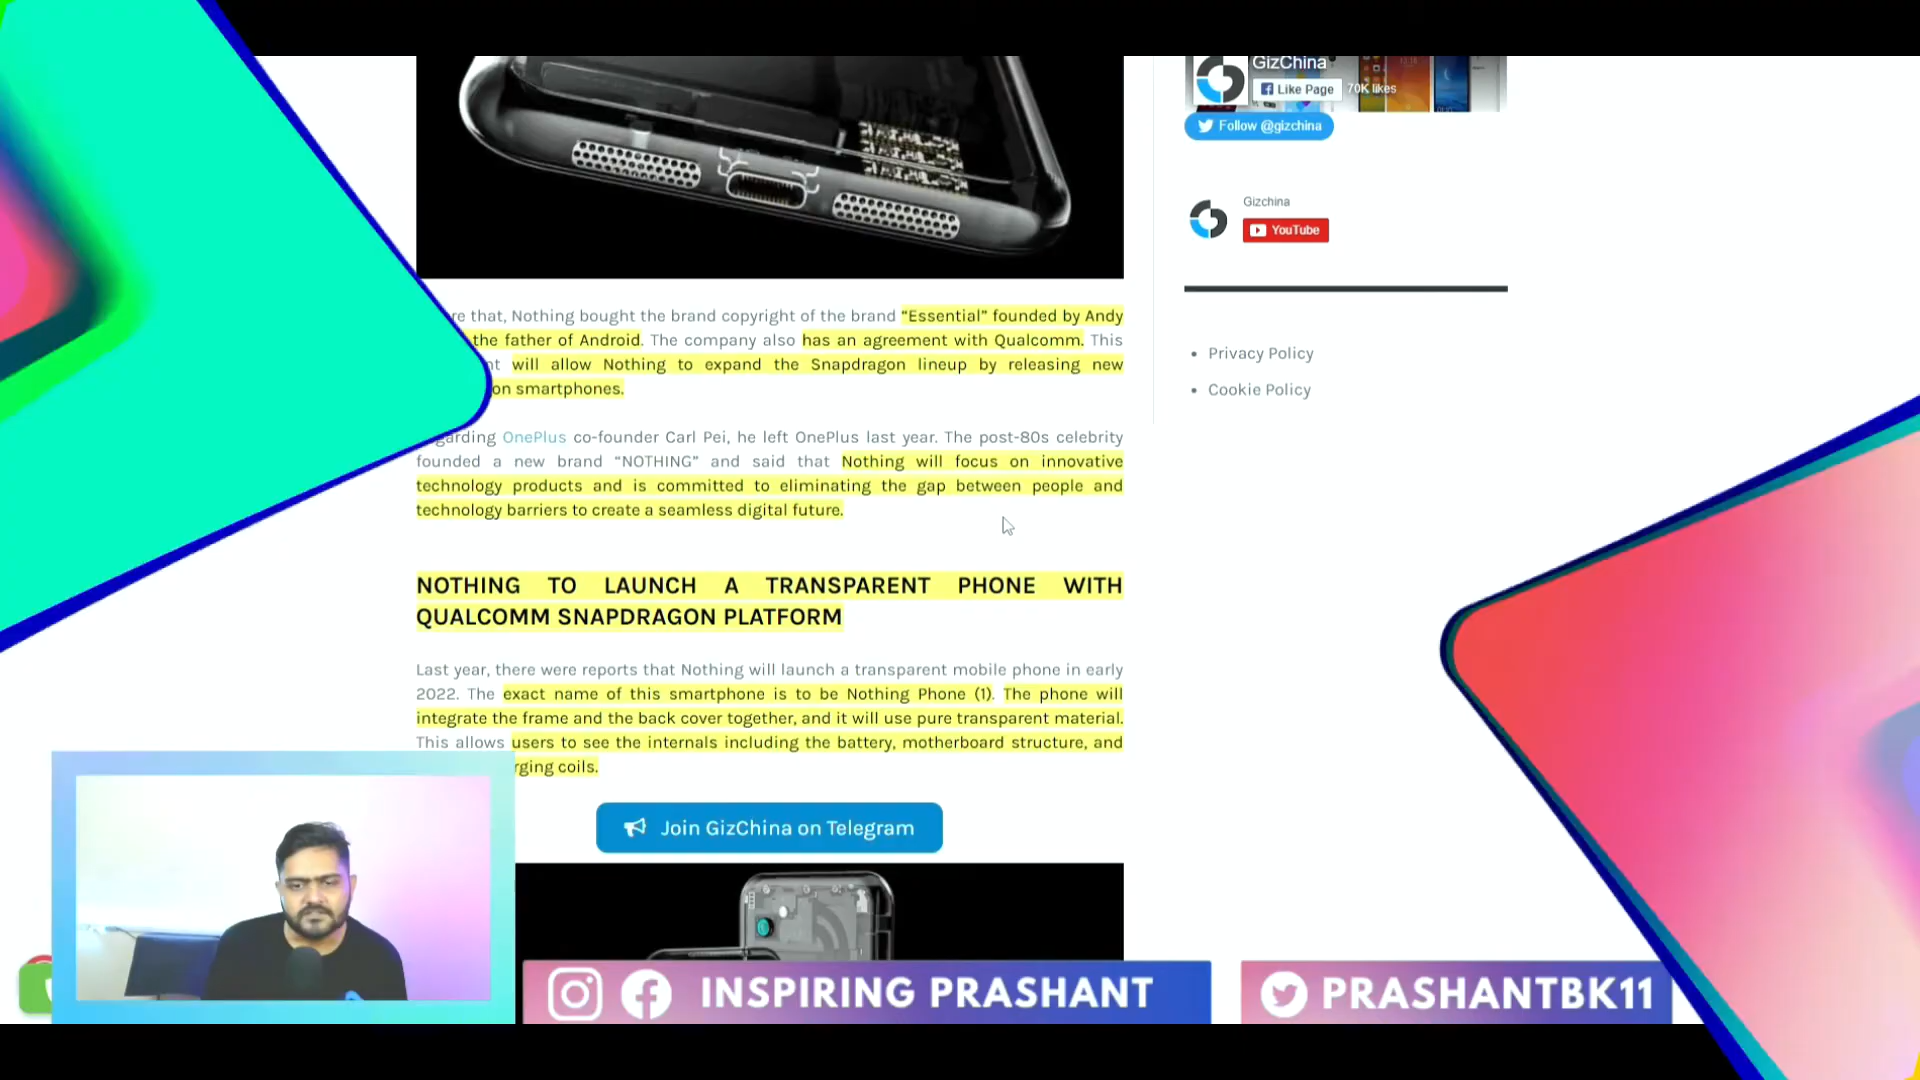 GizChina
Like Page
70K likes
Follow @gizchina
Gizchina
YouTube
Privacy Policy
Cookie Policy
re that, Nothing bought the brand copyright of the brand “Essential” founded by Andy
the father of Android. The company also has an agreement with Qualcomm. This
nt will allow Nothing to expand the Snapdragon lineup by releasing new
on smartphones.
garding OnePlus co-founder Carl Pei, he left OnePlus last year. The post-80s celebrity
founded a new brand “NOTHING” and said that Nothing will focus on innovative
technology products and is committed to eliminating the gap between people and
technology barriers to create a seamless digital future.
NOTHING TO LAUNCH A TRANSPARENT PHONE WITH
QUALCOMM SNAPDRAGON PLATFORM
Last year, there were reports that Nothing will launch a transparent mobile phone in early
2022. The exact name of this smartphone is to be Nothing Phone (1). The phone will
integrate the frame and the back cover together, and it will use pure transparent material.
This allows users to see the internals including the battery, motherboard structure, and
rging coils.
Join GizChina on Telegram
INSPIRING PRASHANT
PRASHANTBK11